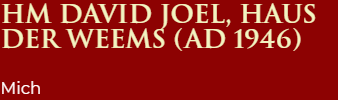 HM DAVID JOEL, HAUS
DER WEEMS (AD 1946)
Mich